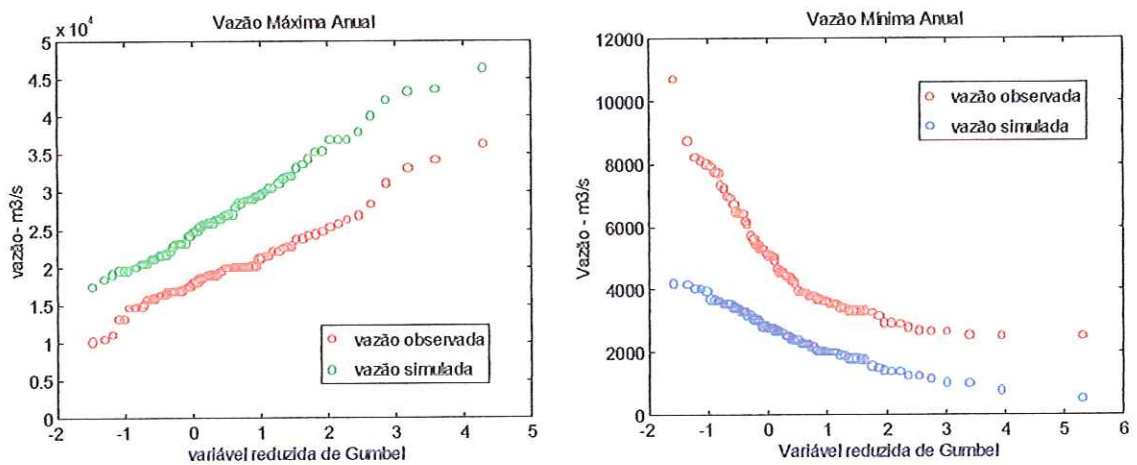 Vazão Máxima Anual
x 10⁴
5
4.5
4
3.5
3
2.5
2
1.5
1
0.5
0
vazão- m3/s
vazão observada
vazão simulada
-2 -1 0 1 2 3 4 5
variável reduzida de Gumbel
Vazão Mínima Anual
12000
10000
8000
6000
4000
2000
0
Vazão - m3/s
vazão observada
vazão simulada
-2 -1 0 1 2 3 4 5 6
Variável reduzida de Gumbel